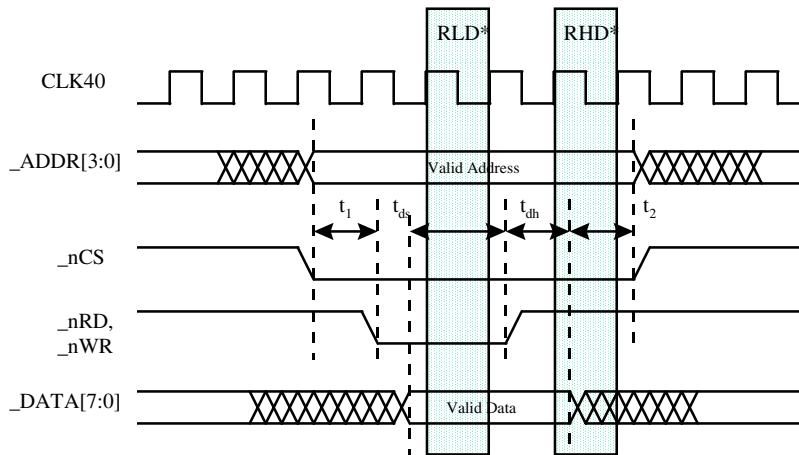 RLD* RHD*
CLK40
_ADDR[3:0]
Valid Address
t1 tds tdh t2
_nCS
_nRD,
_nWR
_DATA[7:0]
Valid Data